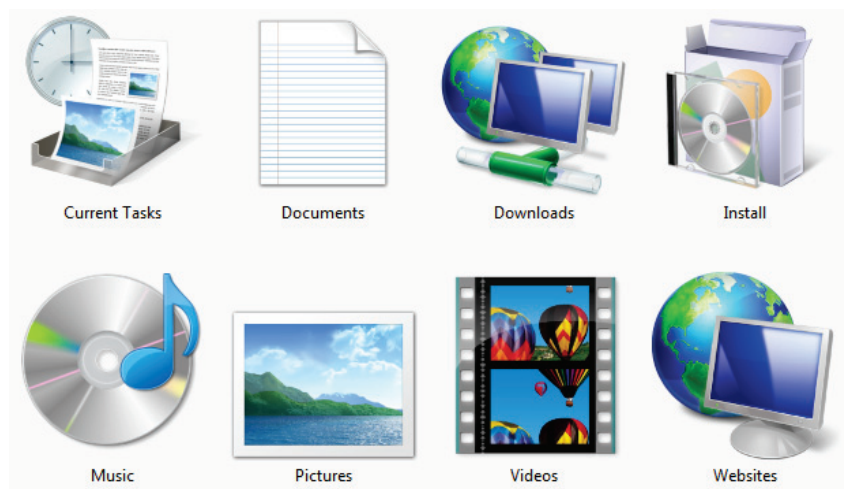 Current Tasks
Documents
Downloads
Install
Music
Pictures
Videos
Websites